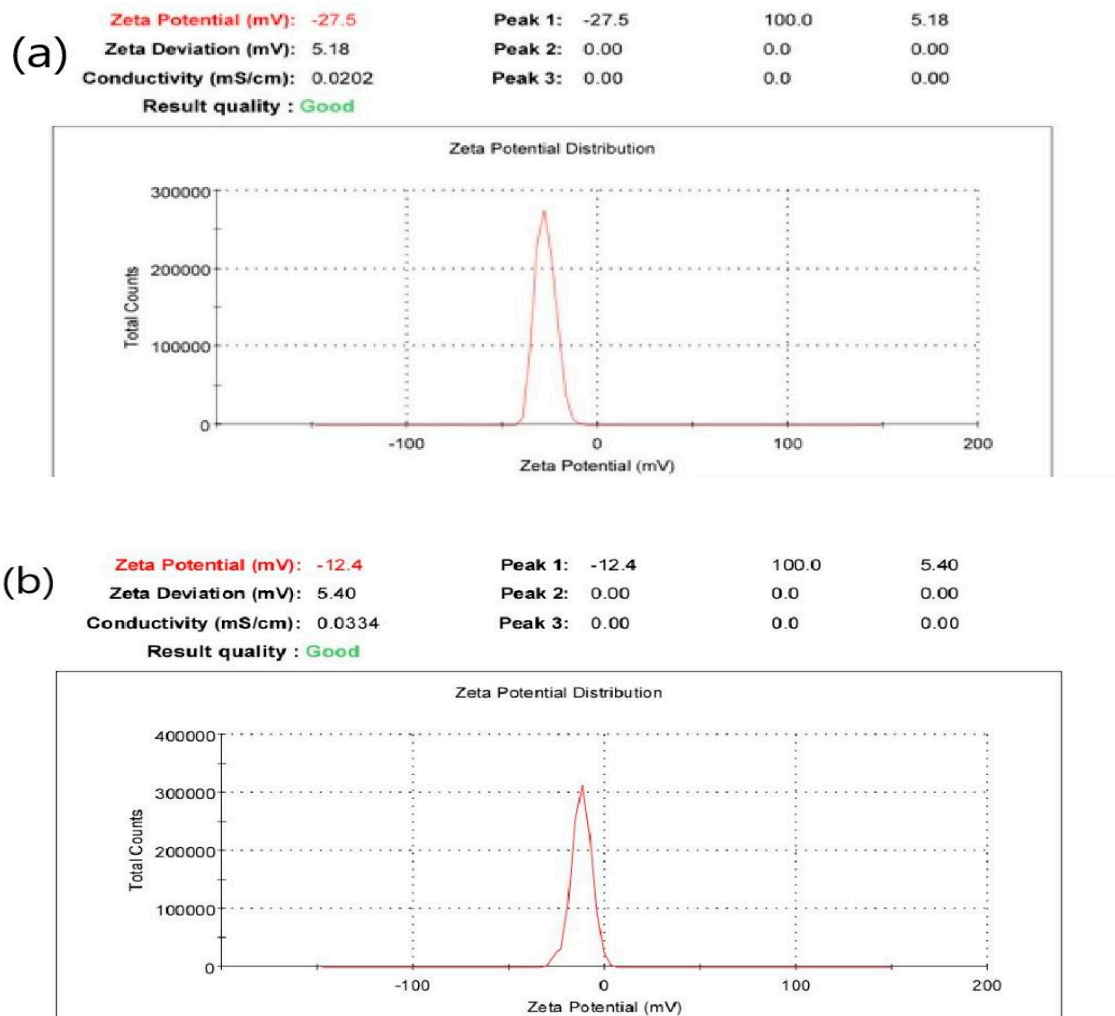 (a)
Zeta Potential (mV): -27.5 Peak 1: -27.5 100.0 5.18
Zeta Deviation (mV): 5.18 Peak 2: 0.00 0.0 0.00
Conductivity (mS/cm): 0.0202 Peak 3: 0.00 0.0 0.00
Result quality : Good
Zeta Potential Distribution
300000
200000
100000
0
Total Counts
-100 0 100 200
Zeta Potential (mV)
(b)
Zeta Potential (mV): -12.4 Peak 1: -12.4 100.0 5.40
Zeta Deviation (mV): 5.40 Peak 2: 0.00 0.0 0.00
Conductivity (mS/cm): 0.0334 Peak 3: 0.00 0.0 0.00
Result quality : Good
Zeta Potential Distribution
400000
300000
200000
100000
0
Total Counts
-100 0 100 200
Zeta Potential (mV)